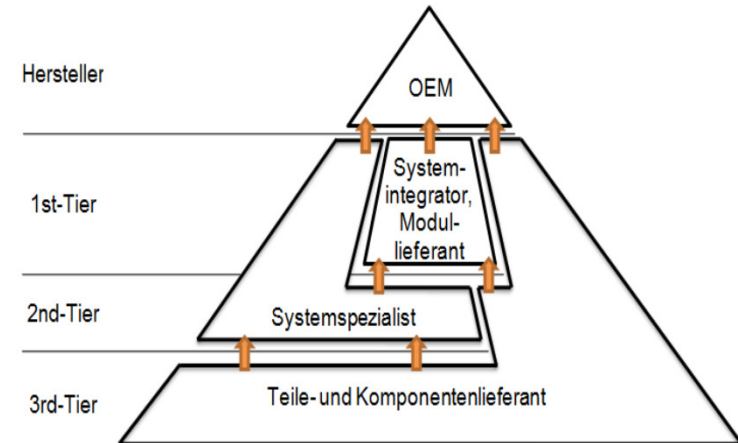 Hersteller
OEM
1st-Tier
System-
integrator,
Modul-
lieferant
2nd-Tier
Systemspezialist
3rd-Tier
Teile- und Komponentenlieferant